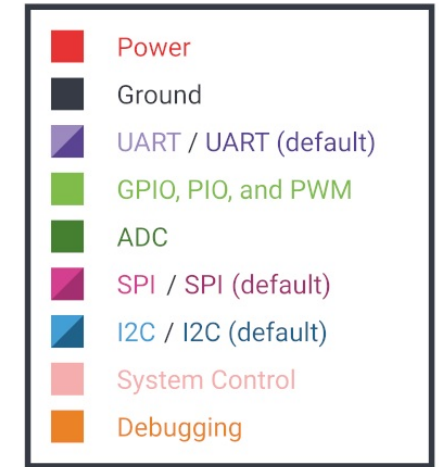 Power
Ground
UART / UART (default)
GPIO, PIO, and PWM
ADC
SPI / SPI (default)
I2C / I2C (default)
System Control
Debugging